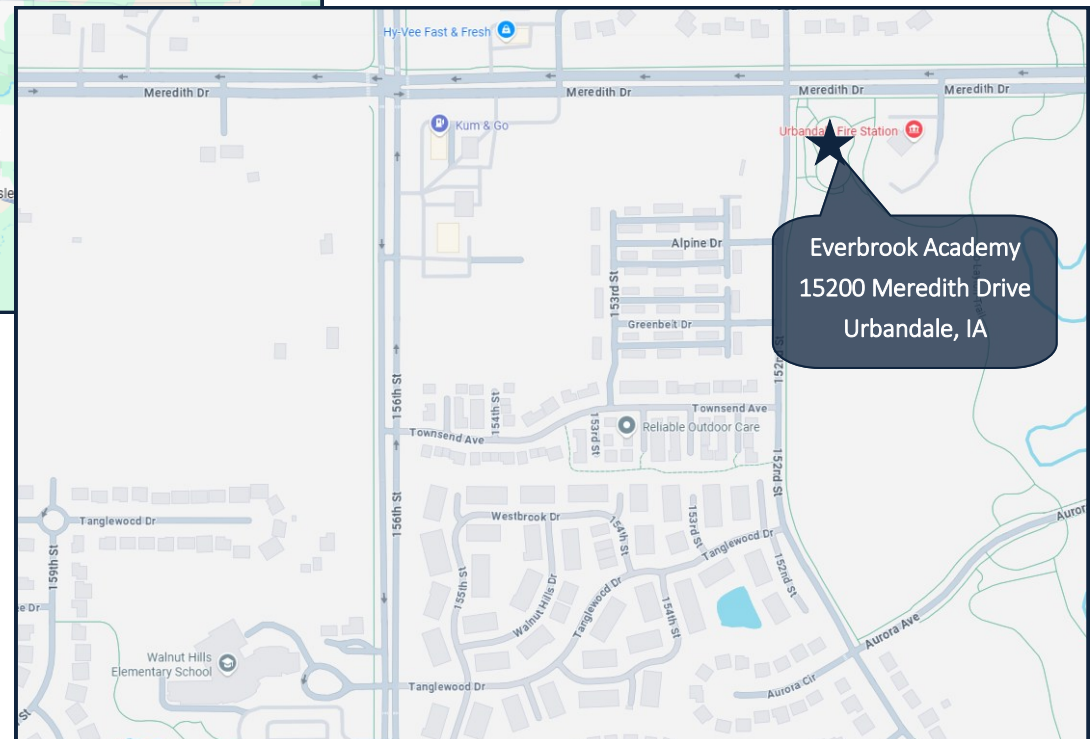 Hy-Vee Fast & Fresh
Meredith Dr
Meredith Dr
Meredith Dr
Meredith Dr
Kum & Go
Urbandale Fire Station
Alpine Dr
153rd St
Greenbelt Dr
Everbrook Academy
15200 Meredith Drive
Urbandale, IA
152nd St
156th St
154th St
Townsend Ave
Townsend Ave
153rd St
Reliable Outdoor Care
152nd St
Westbrook Dr
Tanglewood Dr
156th St
154th St
153rd St
Tanglewood Dr
159th St
155th St
Walnut Hills Dr
Tanglewood Dr
152nd St
154th St
Aurora Ave
Walnut Hills
Elementary School
Tanglewood Dr
Aurora Cir
St